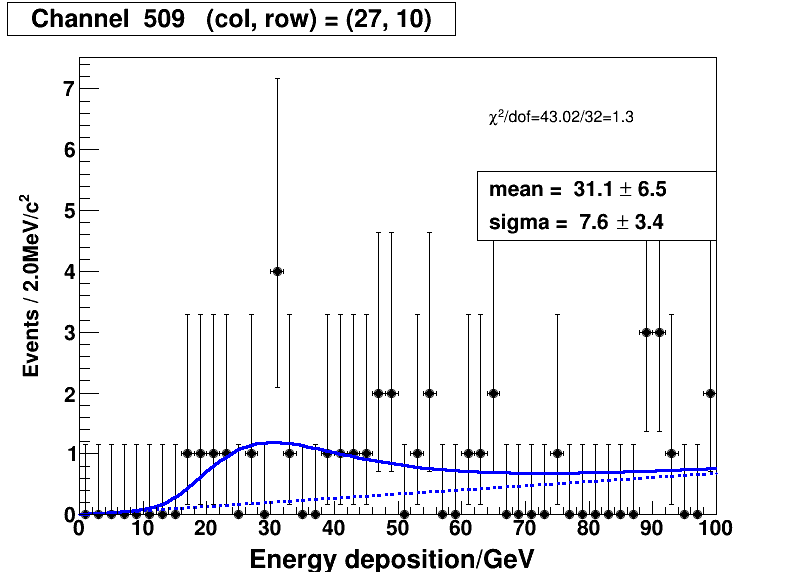 Channel  509   (col, row) = (27, 10)
χ²/dof=43.02/32=1.3
mean =  31.1 ± 6.5
sigma =  7.6 ± 3.4
Events / 2.0MeV/c²
7
6
5
4
3
2
1
0
0 10 20 30 40 50 60 70 80 90 100
Energy deposition/GeV